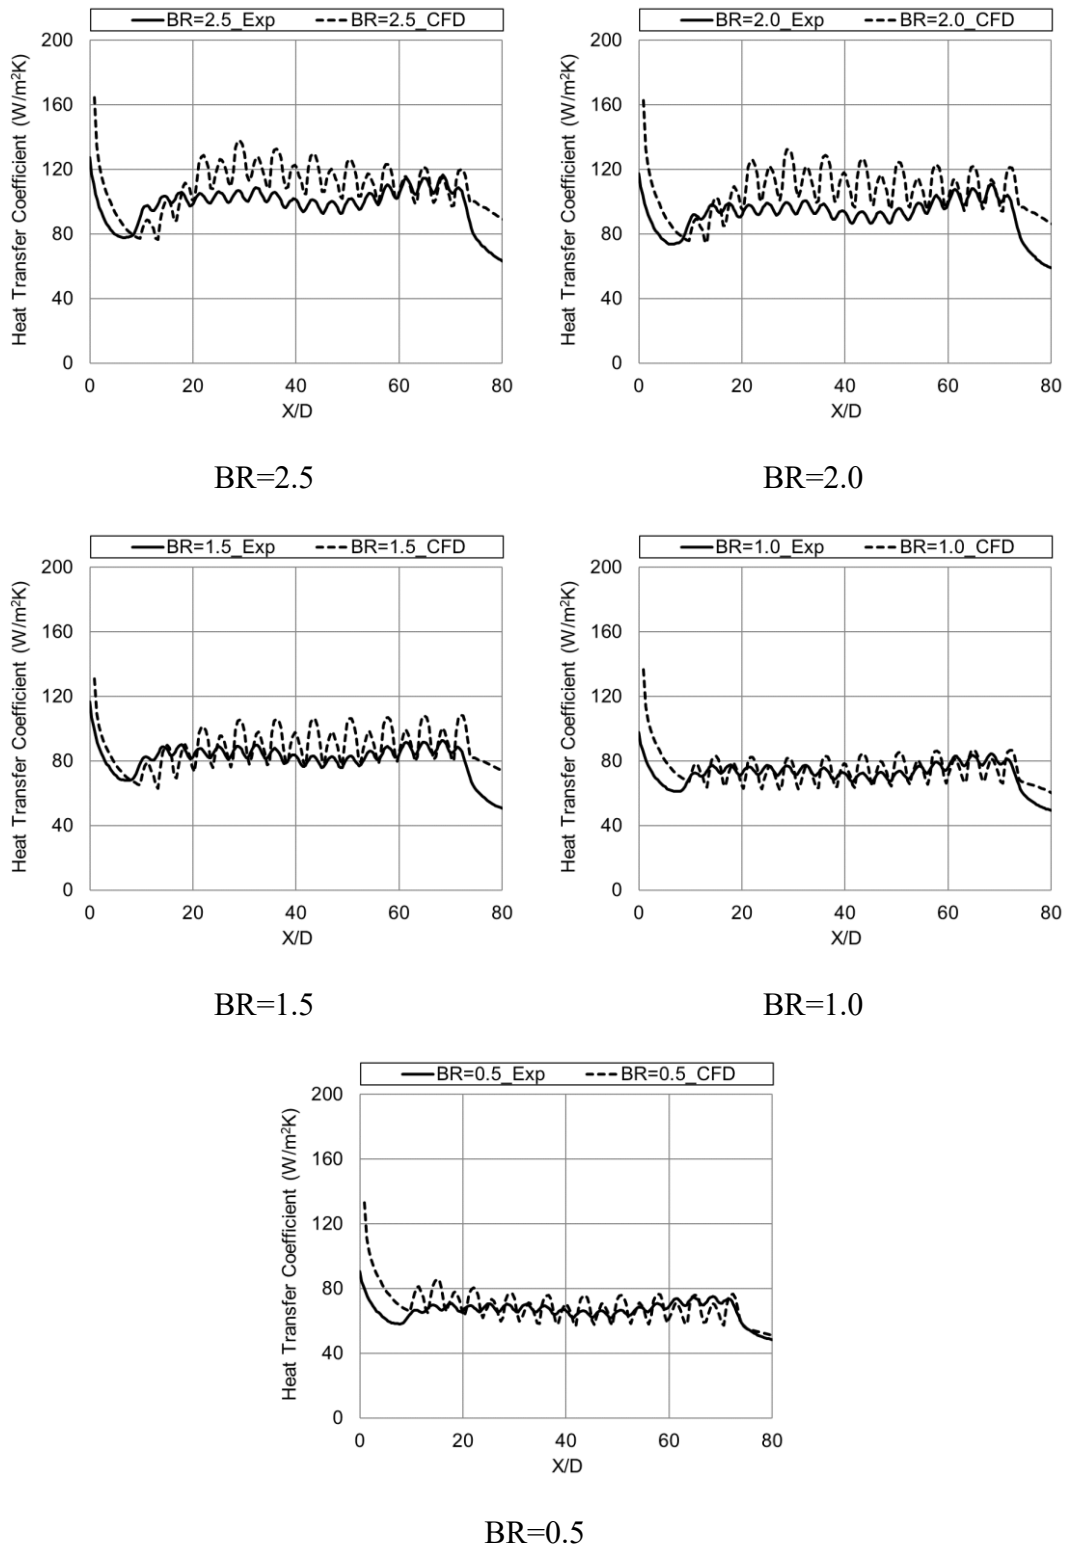 BR=2.5_Exp BR=2.5_CFD
Heat Transfer Coefficient (W/m²K)
200
160
120
80
40
0
0 20 40 60 80
X/D
BR=2.5
BR=2.0_Exp BR=2.0_CFD
Heat Transfer Coefficient (W/m²K)
200
160
120
80
40
0
0 20 40 60 80
X/D
BR=2.0
BR=1.5_Exp BR=1.5_CFD
Heat Transfer Coefficient (W/m²K)
200
160
120
80
40
0
0 20 40 60 80
X/D
BR=1.5
BR=1.0_Exp BR=1.0_CFD
Heat Transfer Coefficient (W/m²K)
200
160
120
80
40
0
0 20 40 60 80
X/D
BR=1.0
BR=0.5_Exp BR=0.5_CFD
Heat Transfer Coefficient (W/m²K)
200
160
120
80
40
0
0 20 40 60 80
X/D
BR=0.5